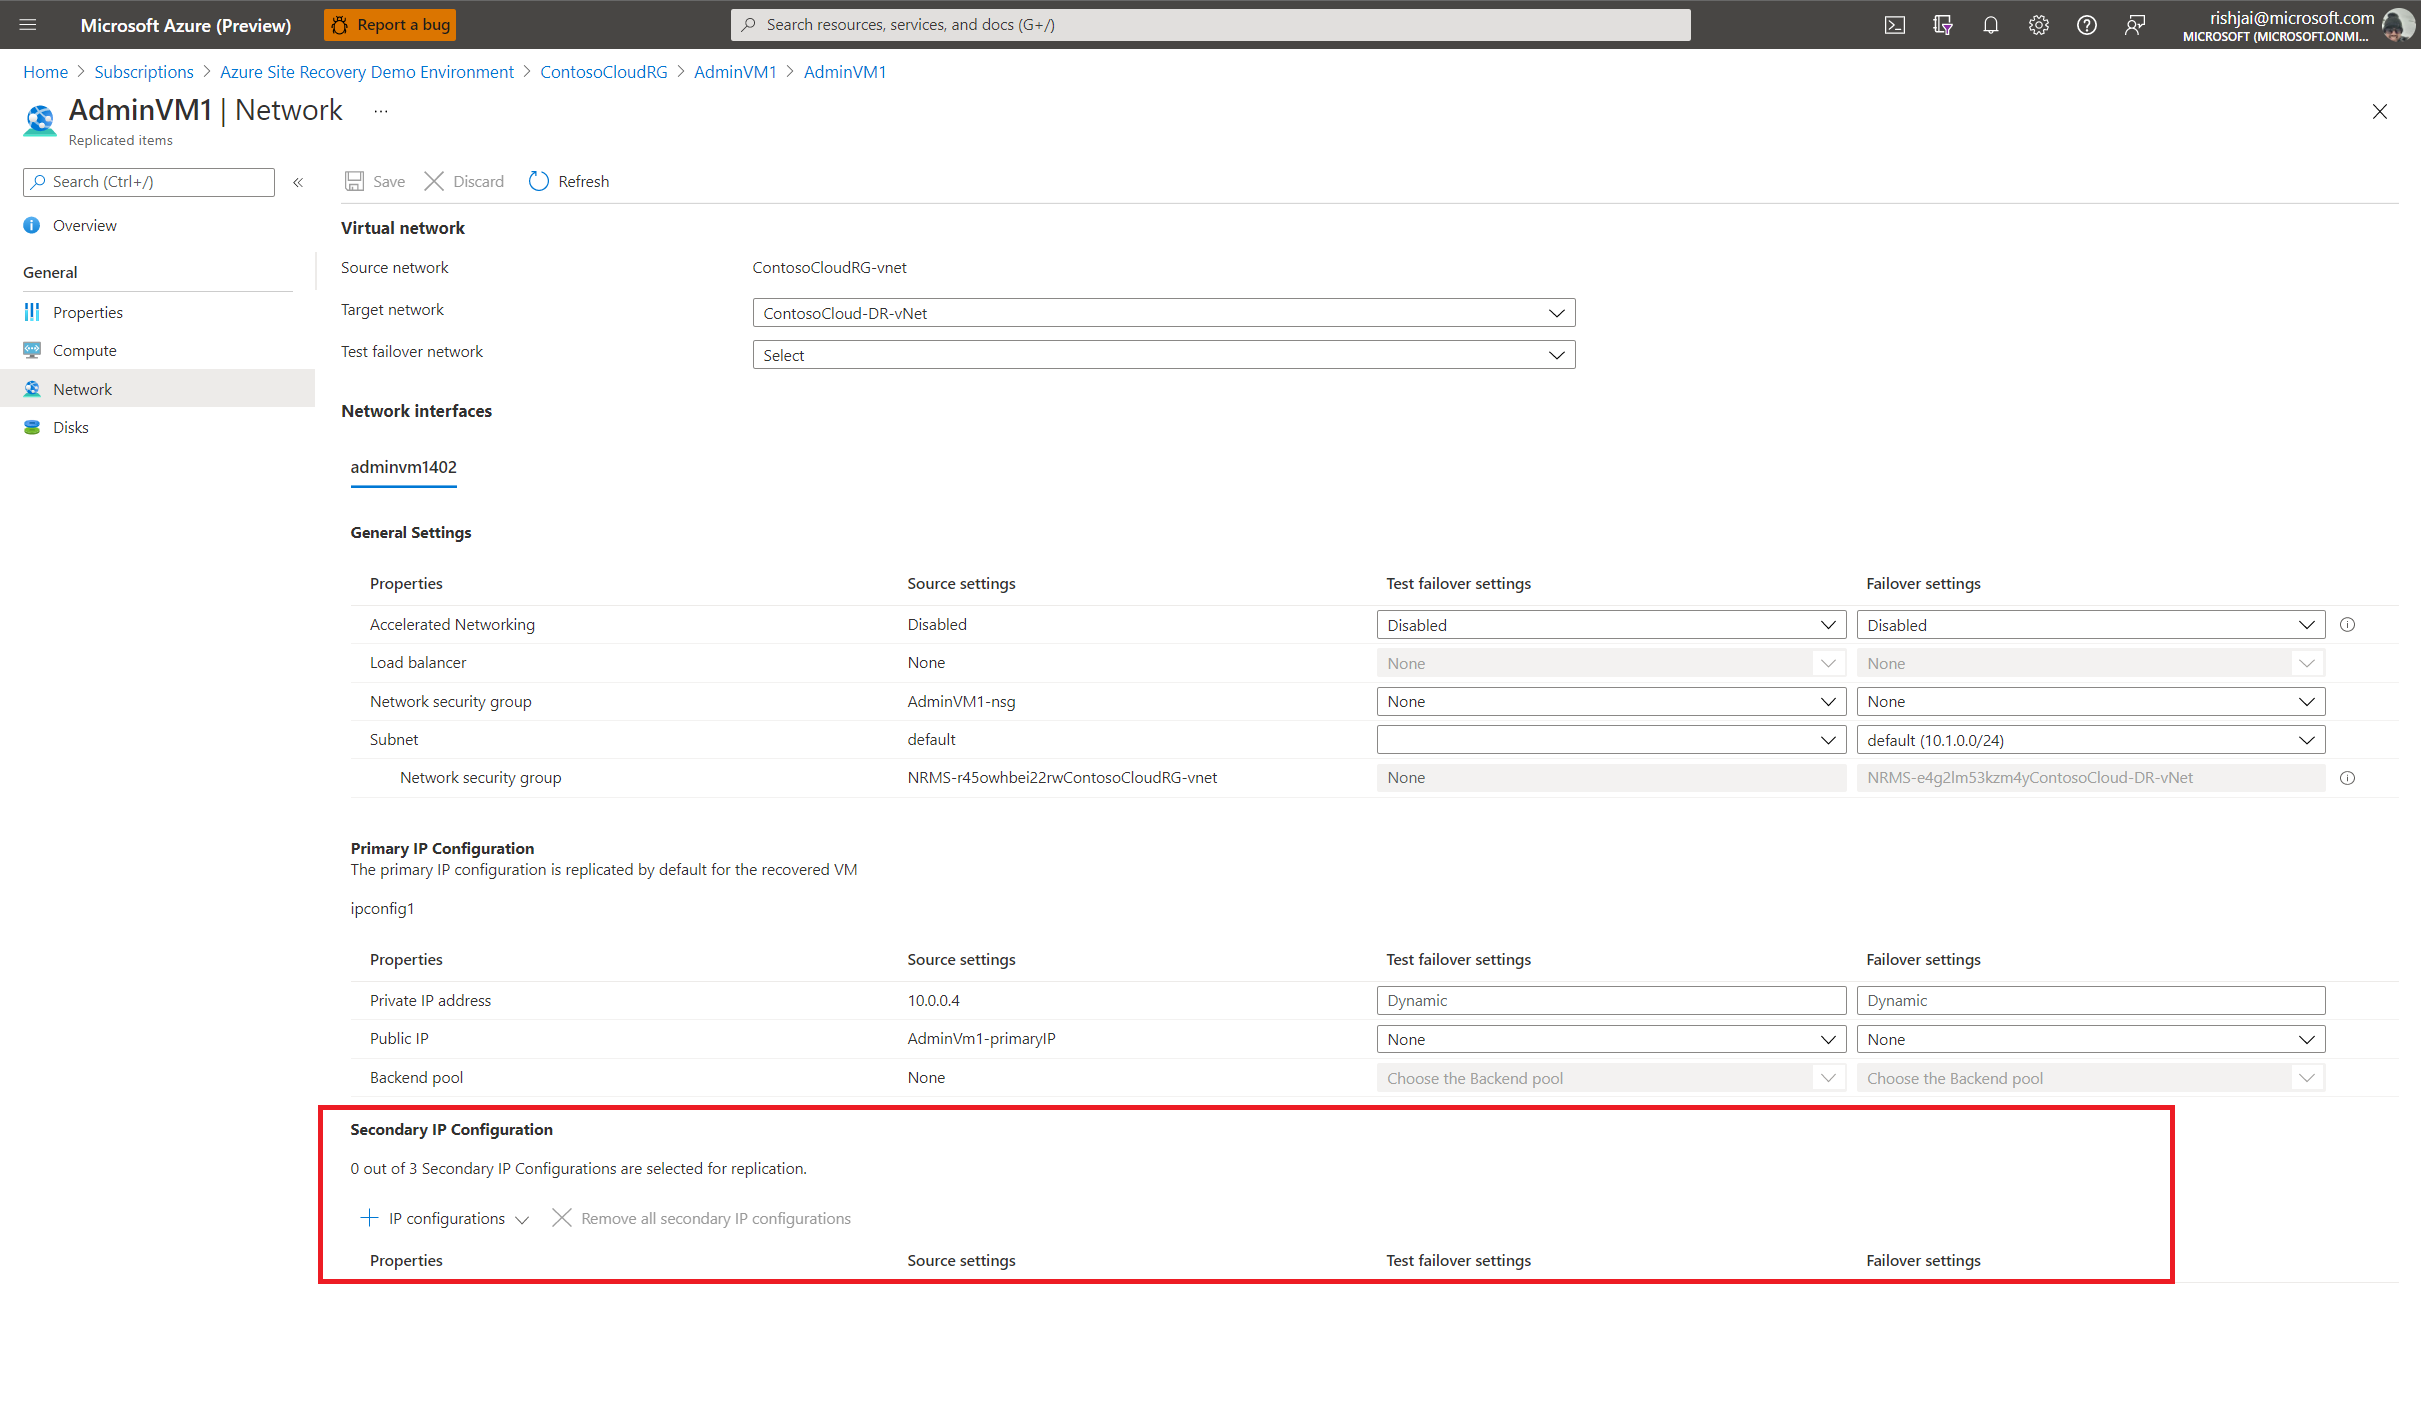 Microsoft Azure (Preview)
Report a bug
Search resources, services, and docs (G+/)
rishjai@microsoft.com
MICROSOFT (MICROSOFT.ONMI...
Home > Subscriptions > Azure Site Recovery Demo Environment > ContosoCloudRG > AdminVM1 > AdminVM1
AdminVM1 | Network ...
Replicated items
Search (Ctrl+/) «
Save Discard Refresh
Overview
General
Properties
Compute
Network
Disks
Virtual network
Source network ContosoCloudRG-vnet
Target network ContosoCloud-DR-vNet
Test failover network Select
Network interfaces
adminvm1402
General Settings
Properties Source settings Test failover settings Failover settings
Accelerated Networking Disabled Disabled Disabled
Load balancer None None None
Network security group AdminVM1-nsg None None
Subnet default default (10.1.0.0/24)
Network security group NRMS-r45owhbei22rwContosoCloudRG-vnet None NRMS-e4g2lm53kzm4yContosoCloud-DR-vNet
Primary IP Configuration
The primary IP configuration is replicated by default for the recovered VM
ipconfig1
Properties Source settings Test failover settings Failover settings
Private IP address 10.0.0.4 Dynamic Dynamic
Public IP AdminVm1-primaryIP None None
Backend pool None Choose the Backend pool Choose the Backend pool
Secondary IP Configuration
0 out of 3 Secondary IP Configurations are selected for replication.
IP configurations Remove all secondary IP configurations
Properties Source settings Test failover settings Failover settings